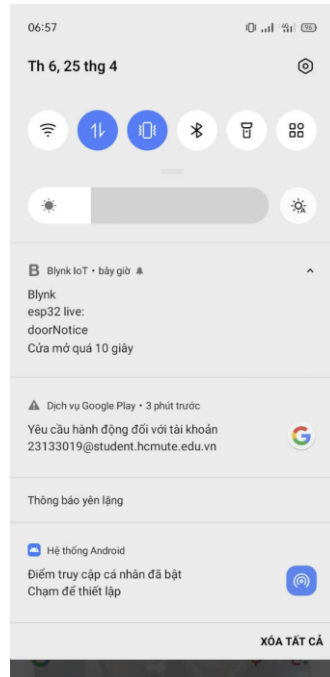 06:57
4G
96
Th 6, 25 thg 4
B Blynk IoT • bây giờ
Blynk
esp32 live:
doorNotice
Cửa mở quá 10 giây
Dịch vụ Google Play • 3 phút trước
Yêu cầu hành động đối với tài khoản
23133019@student.hcmute.edu.vn
Thông báo yên lặng
Hệ thống Android
Điểm truy cập cá nhân đã bật
Chạm để thiết lập
XÓA TẤT CẢ